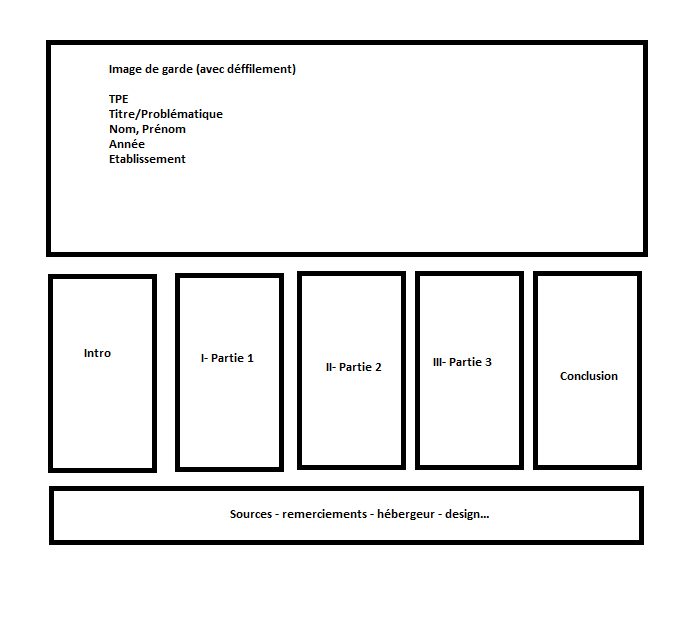 Image de garde (avec déffilement)
TPE
Titre/Problématique
Nom, Prénom
Année
Etablissement
Intro
I- Partie 1
II- Partie 2
III- Partie 3
Conclusion
Sources - remerciements - hébergeur - design...